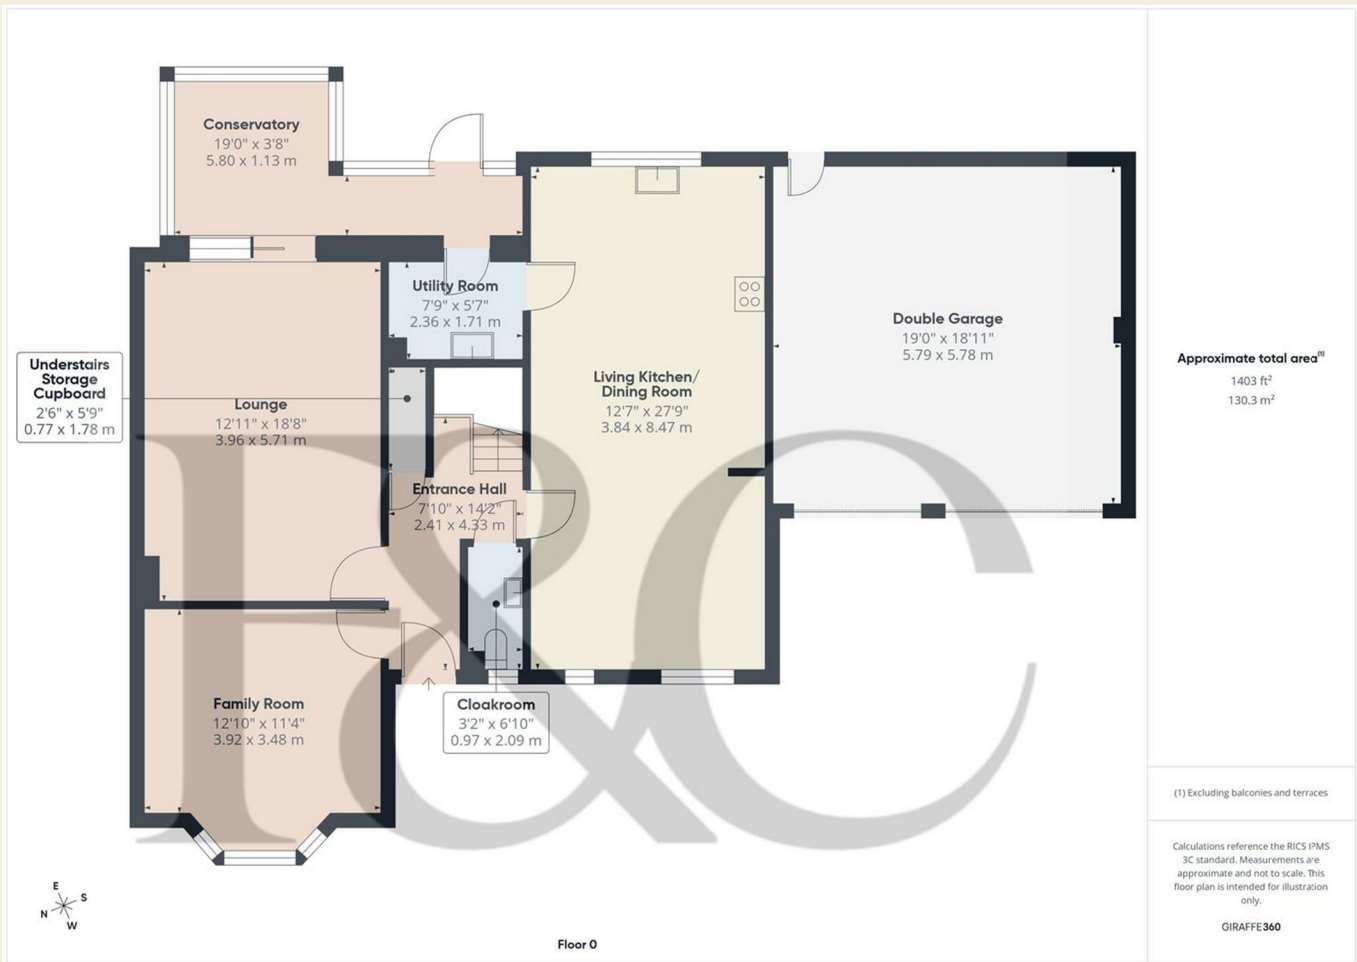 Conservatory
19'0" x 3'8"
5.80 x 1.13 m
Utility Room
7'9" x 5'7"
2.36 x 1.71 m
Double Garage
19'0" x 18'11"
5.79 x 5.78 m
Understairs
Storage
Cupboard
2'6" x 5'9"
0.77 x 1.78 m
Lounge
12'11" x 18'8"
3.96 x 5.71 m
Living Kitchen/
Dining Room
12'7" x 27'9"
3.84 x 8.47 m
Entrance Hall
7'10" x 14'2"
2.41 x 4.33 m
Family Room
12'10" x 11'4"
3.92 x 3.48 m
Cloakroom
3'2" x 6'10"
0.97 x 2.09 m
F&C
E
S
N
W
Floor 0
Approximate total area(1)
1403 ft²
130.3 m²
(1) Excluding balconies and terraces
Calculations reference the RICS IPMS
3C standard. Measurements are
approximate and not to scale. This
floor plan is intended for illustration
only.
GIRAFFE360